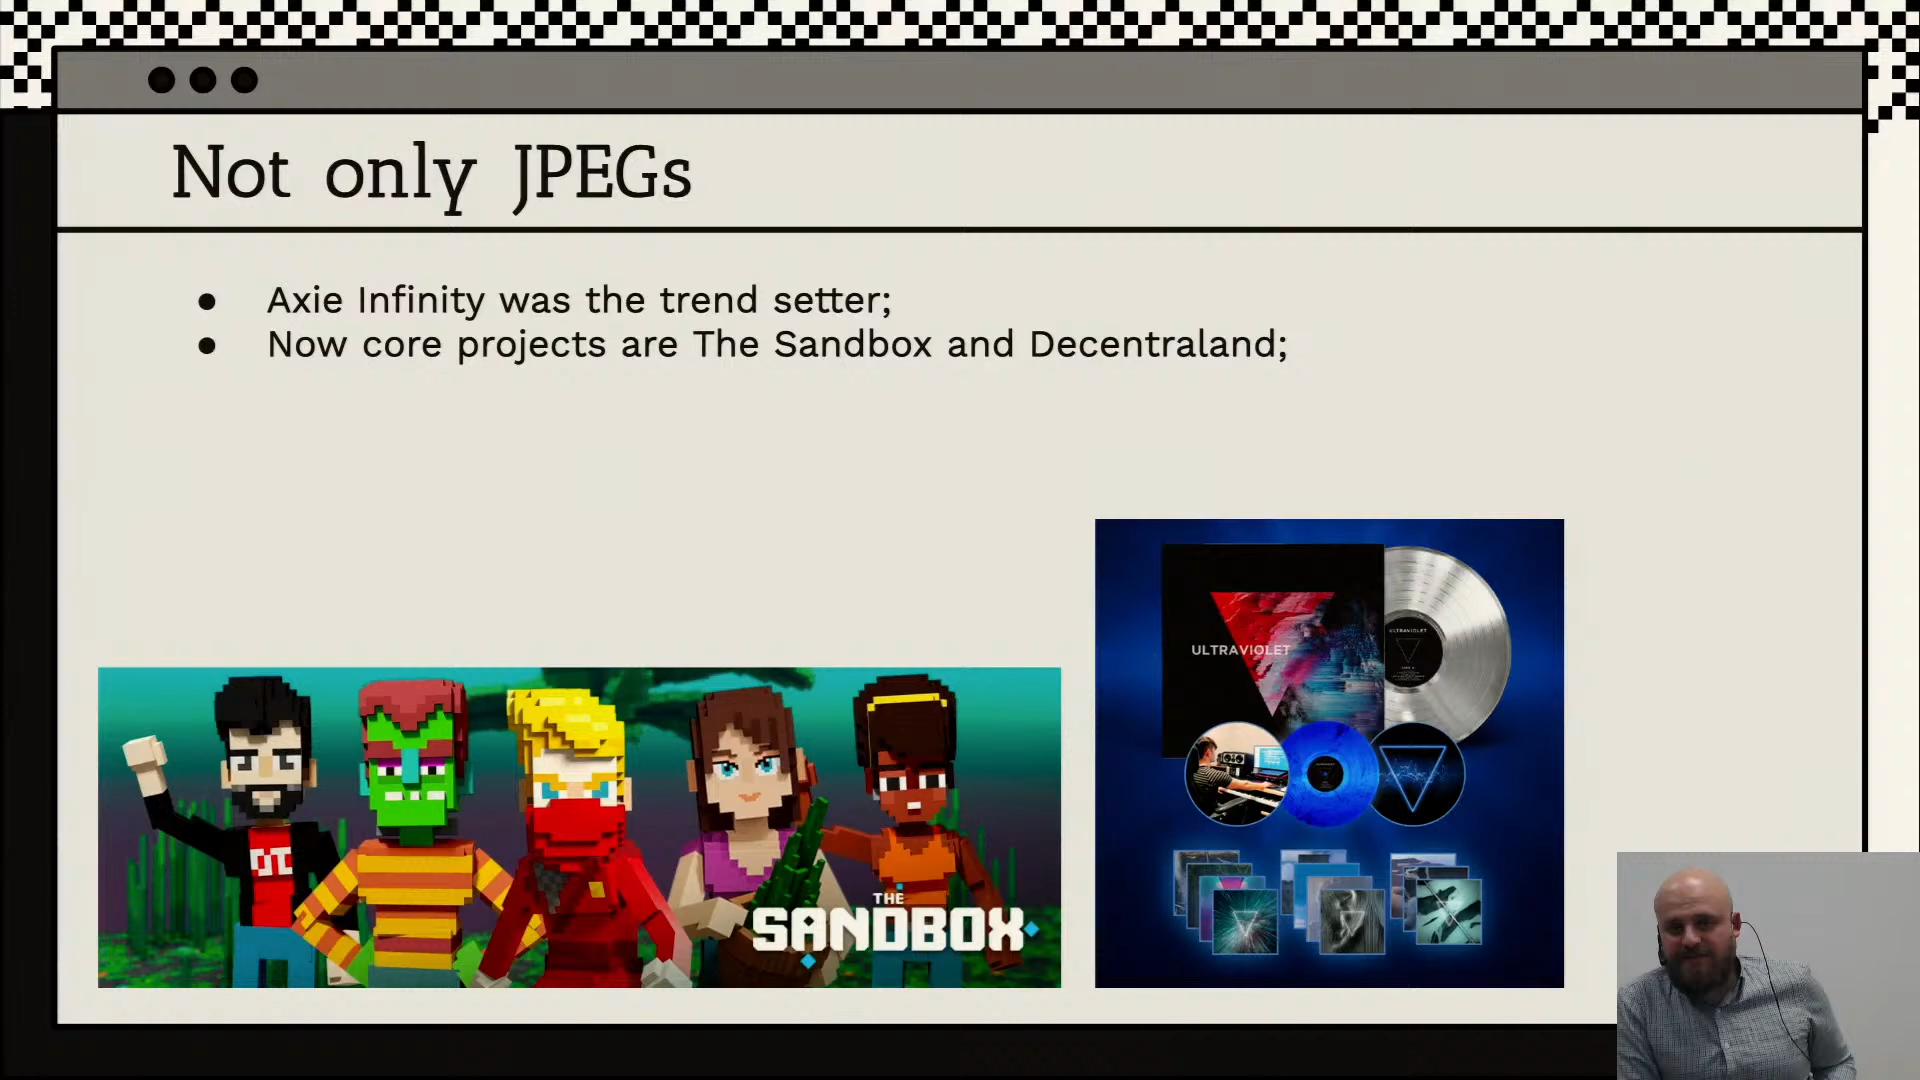 Not only JPEGs
● Axie Infinity was the trend setter;
● Now core projects are The Sandbox and Decentraland;
ULTRAVIOLET
ULTRAVIOLET
THE
SANDBOX